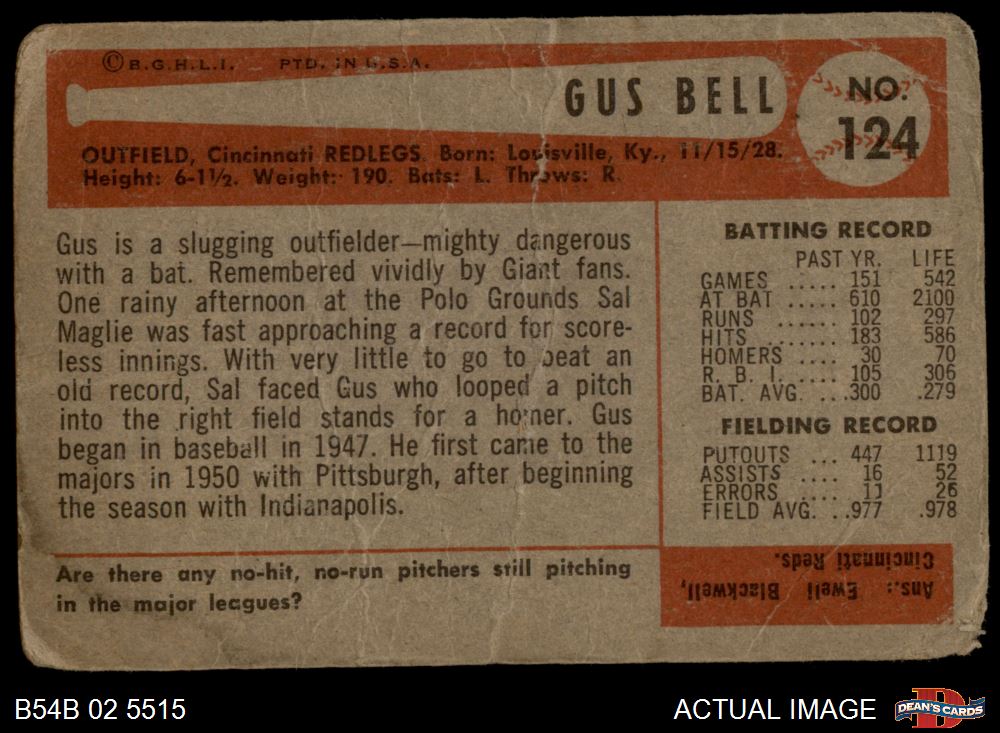 © B.G.H.L.I. PTD. IN U.S.A.
GUS BELL
NO.
124
OUTFIELD, Cincinnati REDLEGS. Born: Louisville, Ky., 11/15/28.
Height: 6-1½. Weight: 190. Bats: L. Throws: R.
Gus is a slugging outfielder—mighty dangerous
with a bat. Remembered vividly by Giant fans.
One rainy afternoon at the Polo Grounds Sal
Maglie was fast approaching a record for score-
less innings. With very little to go to beat an
old record, Sal faced Gus who looped a pitch
into the right field stands for a homer. Gus
began in baseball in 1947. He first came to the
majors in 1950 with Pittsburgh, after beginning
the season with Indianapolis.
Are there any no-hit, no-run pitchers still pitching
in the major leagues?
BATTING RECORD
PAST YR. LIFE
GAMES ..... 151 542
AT BAT ..... 610 2100
RUNS ...... 102 297
HITS ....... 183 586
HOMERS .... 30 70
R. B. I. .... 105 306
BAT. AVG. ...300 .279
FIELDING RECORD
PUTOUTS ... 447 1119
ASSISTS .... 16 52
ERRORS .... 11 26
FIELD AVG. ..977 .978
Ans.: Ewell Blackwell,
Cincinnati Reds.
B54B 02 5515
ACTUAL IMAGE
D
DEAN'S CARDS